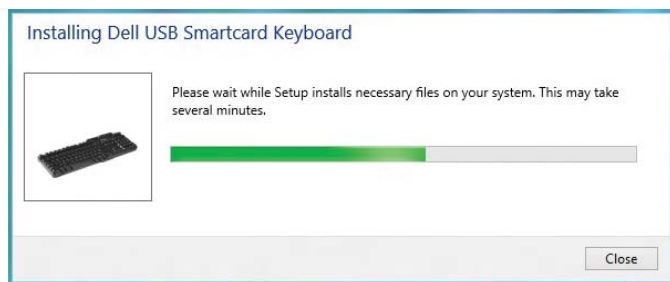 Installing Dell USB Smartcard Keyboard
Please wait while Setup installs necessary files on your system. This may take
several minutes.
Close